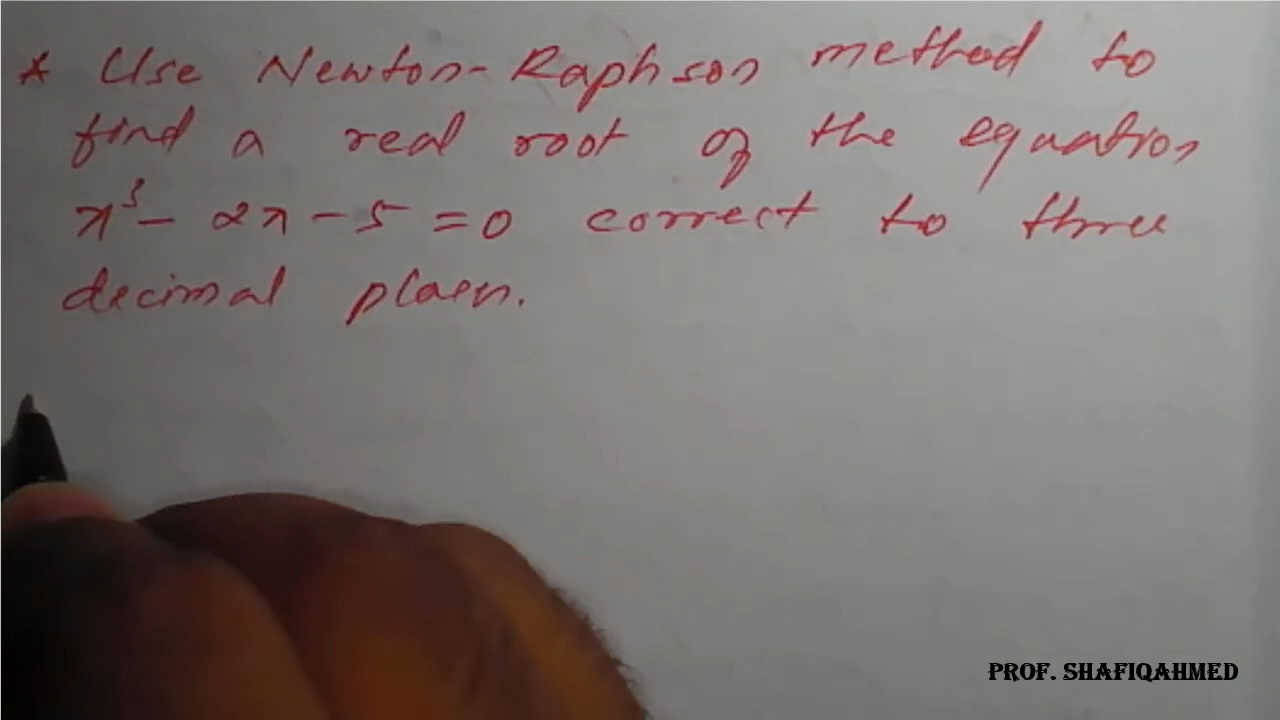 * Use Newton-Raphson method to
find a real root of the equation
x³ - 2x - 5 = 0 correct to three
decimal places.
PROF. SHAFIQAHMED